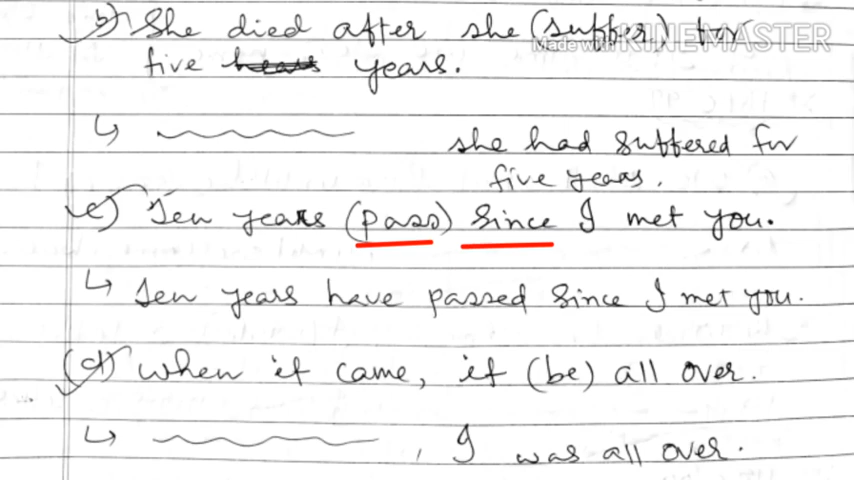 b) She died after she (suffer) for
Made with KINEMASTER
five years.
↳ she had suffered for
five years.
c) Ten years (pass) since I met you.
↳ Ten years have passed since I met you.
(d) when it came, it (be) all over.
↳ , I was all over.